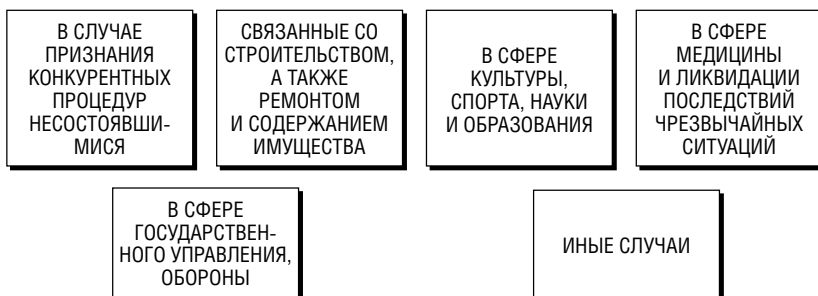 В СЛУЧАЕ
ПРИЗНАНИЯ
КОНКУРЕНТНЫХ
ПРОЦЕДУР
НЕСОСТОЯВШИ-
МИСЯ
СВЯЗАННЫЕ СО
СТРОИТЕЛЬСТВОМ,
А ТАКЖЕ
РЕМОНТОМ
И СОДЕРЖАНИЕМ
ИМУЩЕСТВА
В СФЕРЕ
КУЛЬТУРЫ,
СПОРТА, НАУКИ
И ОБРАЗОВАНИЯ
В СФЕРЕ
МЕДИЦИНЫ
И ЛИКВИДАЦИИ
ПОСЛЕДСТВИЙ
ЧРЕЗВЫЧАЙНЫХ
СИТУАЦИЙ
В СФЕРЕ
ГОСУДАРСТВЕН-
НОГО УПРАВЛЕНИЯ,
ОБОРОНЫ
ИНЫЕ СЛУЧАИ